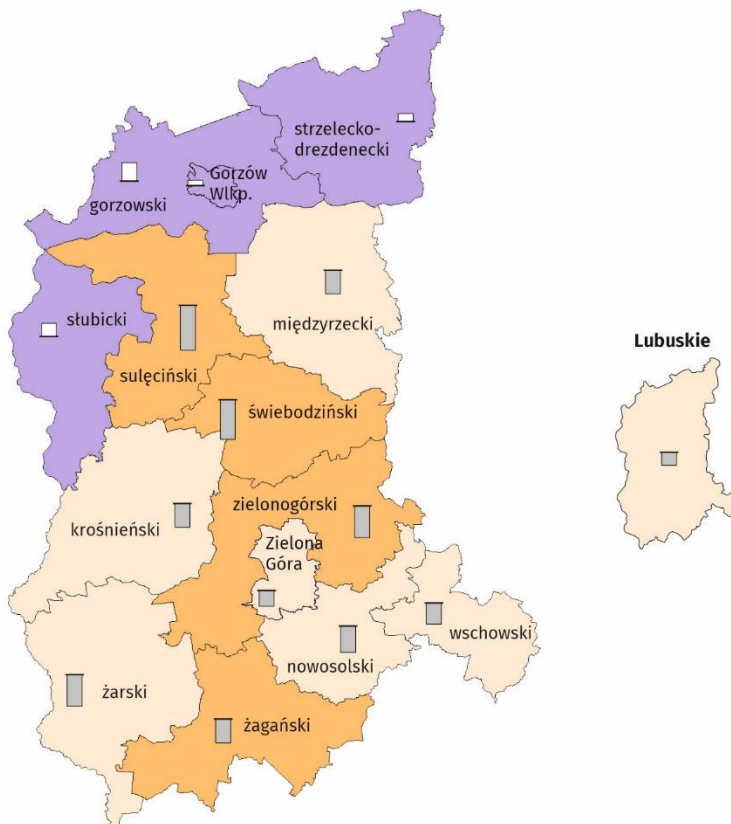 strzelecko-
drezdenecki
Gorzów
Wlkp.
gorzowski
słubicki
międzyrzecki
Lubuskie
sulęciński
świebodziński
zielonogórski
krośnieński
Zielona
Góra
wschowski
nowosolski
żarski
żagański